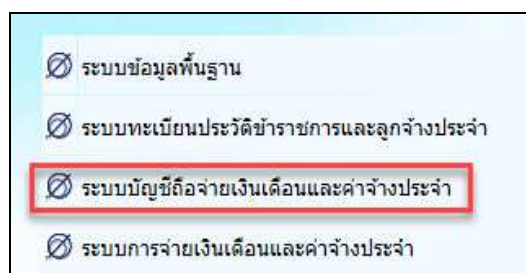 ระบบข้อมูลพื้นฐาน
ระบบทะเบียนประวัติข้าราชการและลูกจ้างประจำ
ระบบบัญชีถือจ่ายเงินเดือนและค่าจ้างประจำ
ระบบการจ่ายเงินเดือนและค่าจ้างประจำ